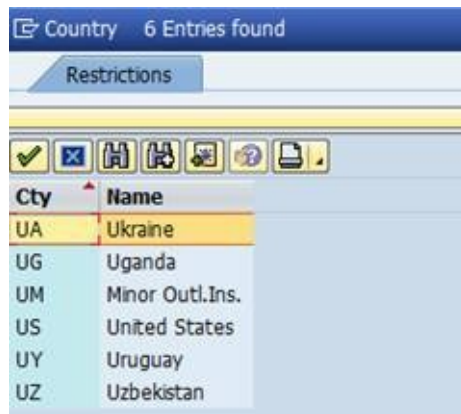 Country 6 Entries found
Restrictions
Cty Name
UA Ukraine
UG Uganda
UM Minor Outl.Ins.
US United States
UY Uruguay
UZ Uzbekistan